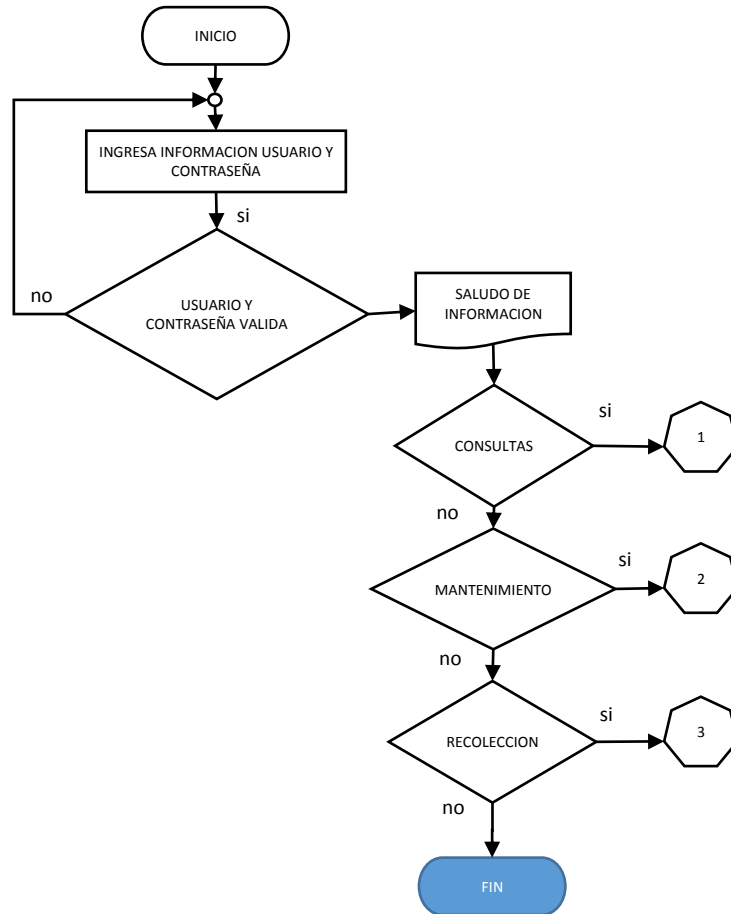 INICIO
INGRESA INFORMACION USUARIO Y
CONTRASEÑA
si
no
USUARIO Y
CONTRASEÑA VALIDA
SALUDO DE
INFORMACION
CONSULTAS
si
1
no
MANTENIMIENTO
si
2
no
RECOLECCION
si
3
no
FIN